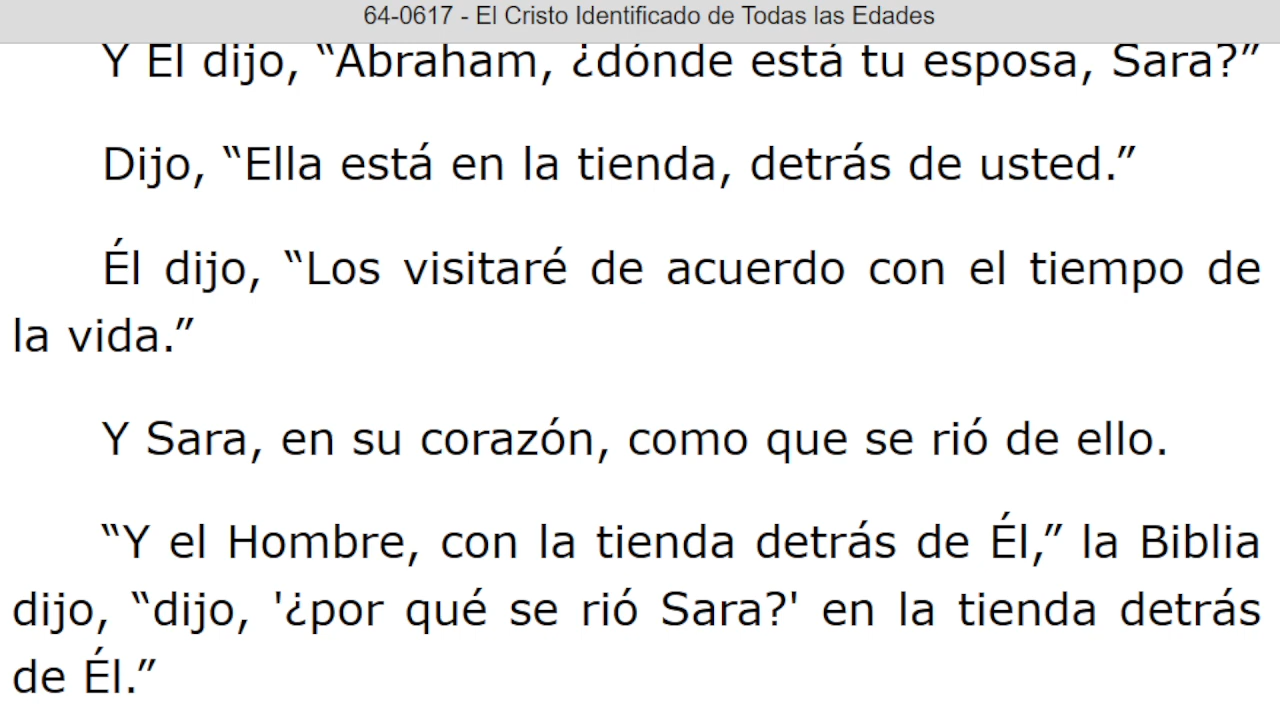 64-0617 - El Cristo Identificado de Todas las Edades
Y Él dijo, “Abraham, ¿dónde está tu esposa, Sara?”
Dijo, “Ella está en la tienda, detrás de usted.”
Él dijo, “Los visitaré de acuerdo con el tiempo de
la vida.”
Y Sara, en su corazón, como que se rió de ello.
“Y el Hombre, con la tienda detrás de Él,” la Biblia
dijo, “dijo, '¿por qué se rió Sara?' en la tienda detrás
de Él.”